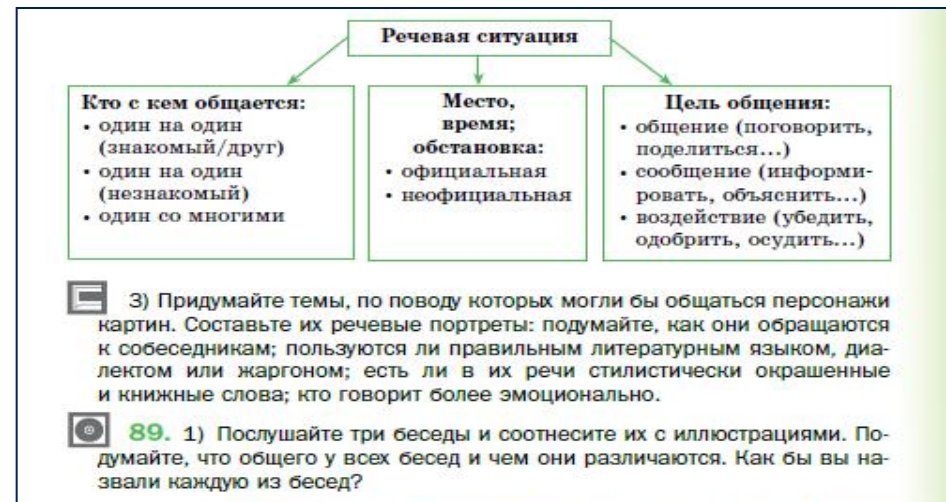 Речевая ситуация
Кто с кем общается:
• один на один
(знакомый/друг)
• один на один
(незнакомый)
• один со многими
Место,
время;
обстановка:
• официальная
• неофициальная
Цель общения:
• общение (поговорить,
поделиться...)
• сообщение (информи-
ровать, объяснить...)
• воздействие (убедить,
одобрить, осудить...)
3) Придумайте темы, по поводу которых могли бы общаться персонажи
картин. Составьте их речевые портреты: подумайте, как они обращаются
к собеседникам; пользуются ли правильным литературным языком, диа-
лектом или жаргоном; есть ли в их речи стилистически окрашенные
и книжные слова; кто говорит более эмоционально.
89. 1) Послушайте три беседы и соотнесите их с иллюстрациями. По-
думайте, что общего у всех бесед и чем они различаются. Как бы вы на-
звали каждую из бесед?